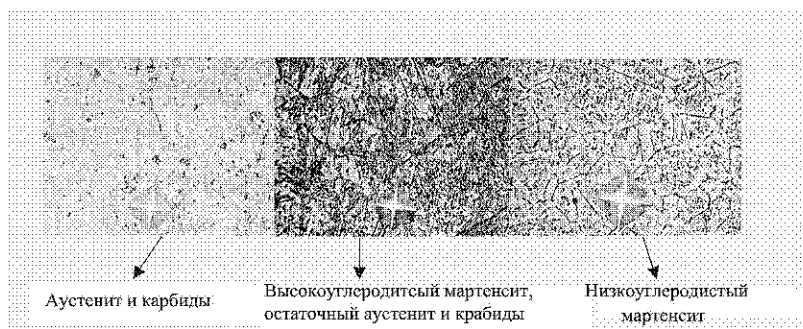 Аустенит и карбиды
Высокоуглеродитсый мартенсит,
остаточный аустенит и крабиды
Низкоуглеродистый
мартенсит